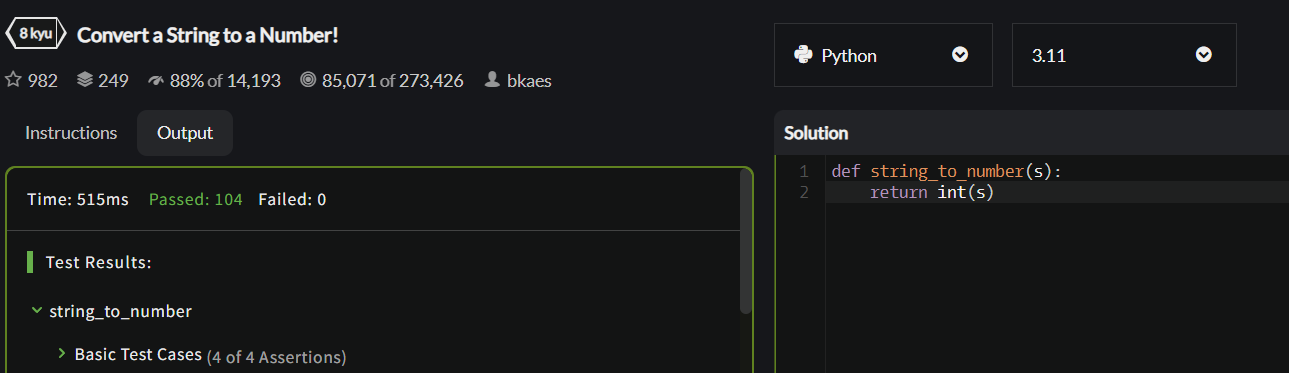 8 kyu Convert a String to a Number!
982 249 88% of 14,193 85,071 of 273,426 bkaes
Instructions Output
Time: 515ms Passed: 104 Failed: 0
Test Results:
string_to_number
Basic Test Cases (4 of 4 Assertions)
Python 3.11
Solution
1 def string_to_number(s):
2 return int(s)